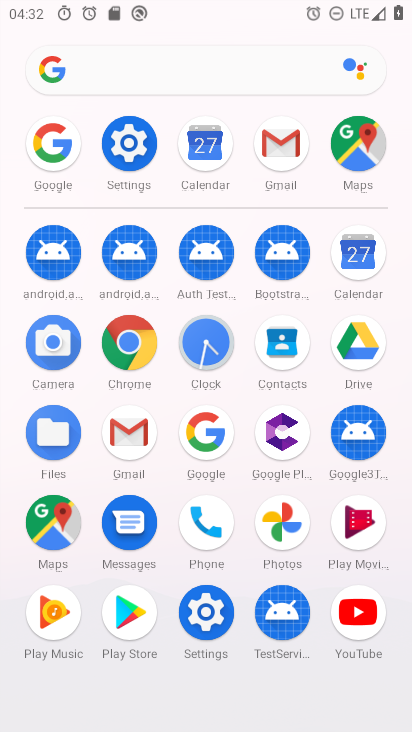 04:32 LTE
Google Settings Calendar Gmail Maps
27
android.a... android.a... Auth Test... Bootstra... Calendar
27
Camera Chrome Clock Contacts Drive
Files Gmail Google Google Pl... Google3T...
Maps Messages Phone Photos Play Movi...
Play Music Play Store Settings TestServi... YouTube